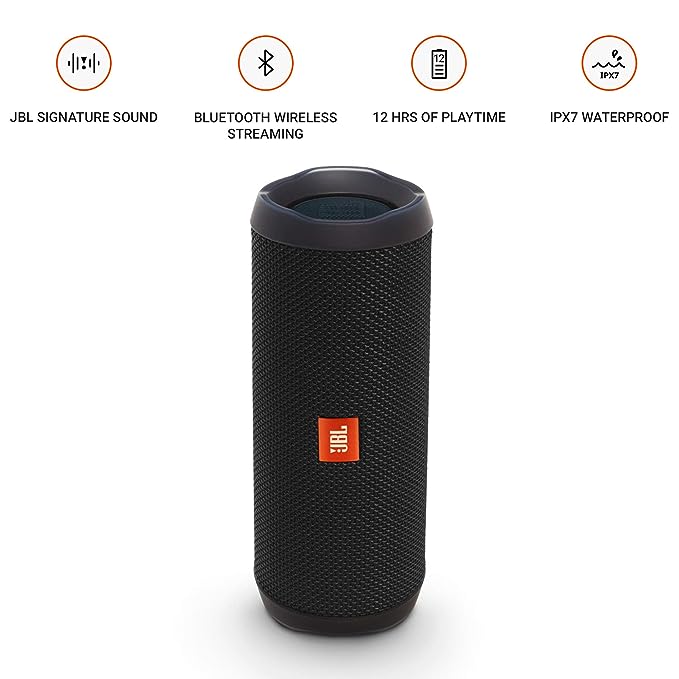 JBL SIGNATURE SOUND
BLUETOOTH WIRELESS
STREAMING
12
12 HRS OF PLAYTIME
IPX7
IPX7 WATERPROOF
JBL